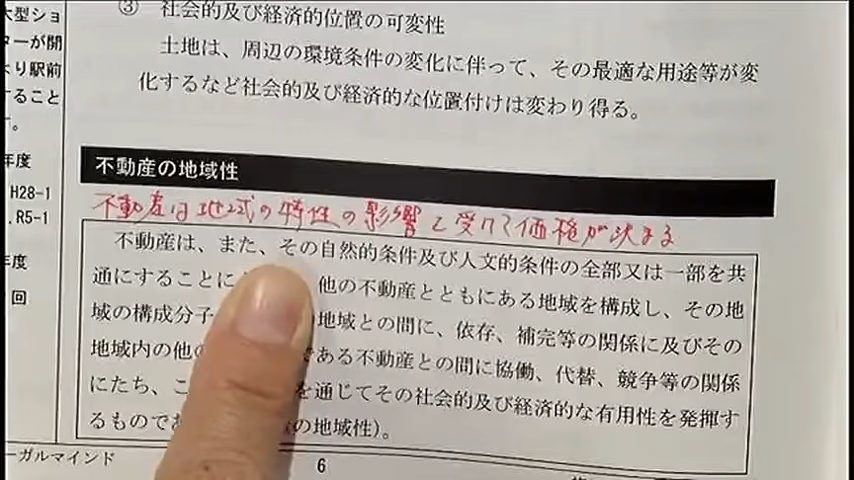 大型ショ
ターが開
より駅前
すること
す。
年度
H28-1
R5-1
年度
回
③ 社会的及び経済的位置の可変性
土地は、周辺の環境条件の変化に伴って、その最適な用途等が変
化するなど社会的及び経済的な位置付けは変わり得る。
不動産の地域性
不動産は地域の特性の影響を受けて価格が決まる
不動産は、また、その自然的条件及び人文的条件の全部又は一部を共
通にすることに 他の不動産とともにある地域を構成し、その地
域の構成分子 地域との間に、依存、補完等の関係に及びその
地域内の他の である不動産との間に協働、代替、競争等の関係
にたち、こ を通じてその社会的及び経済的な有用性を発揮す
るものであ の地域性)。
ーガルマインド
6